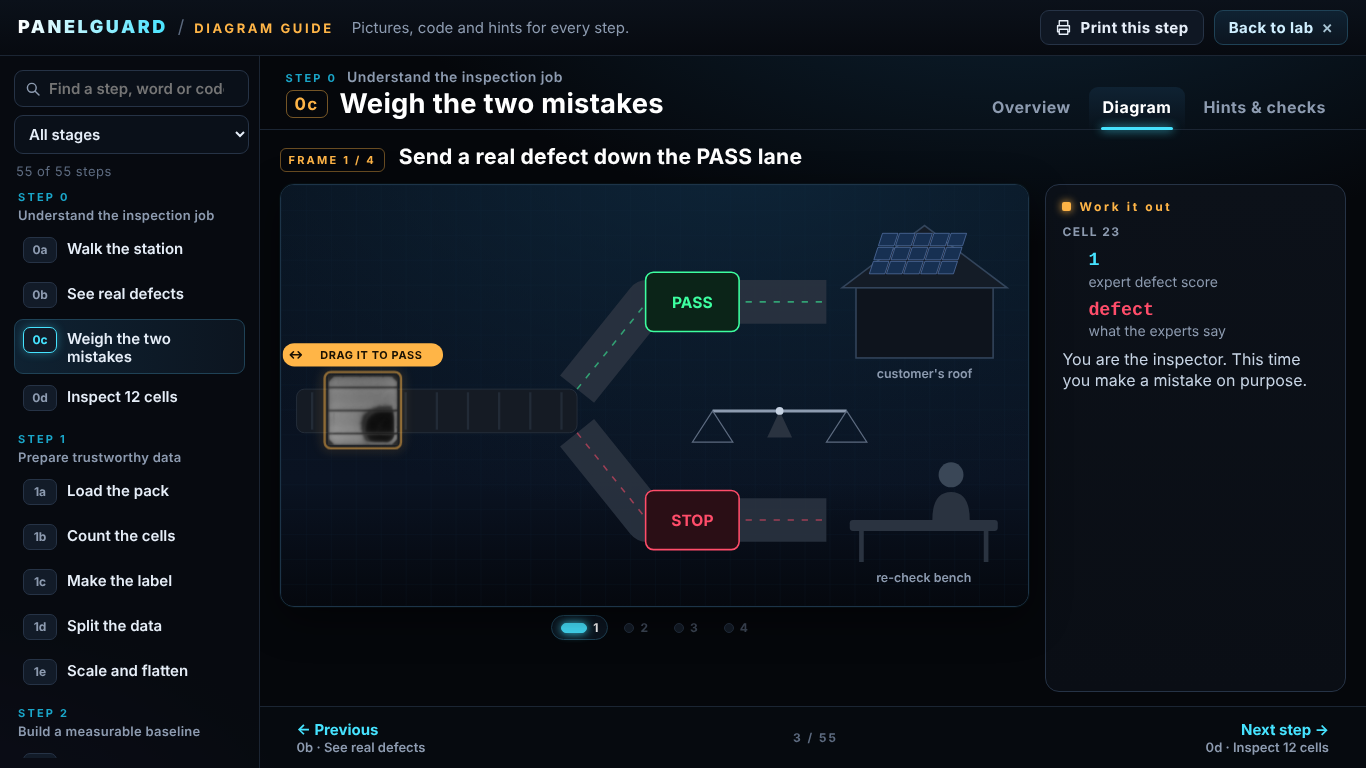 PANELGUARD / DIAGRAM GUIDE Pictures, code and hints for every step.
Print this step
Back to lab ×
Find a step, word or cod
All stages
55 of 55 steps
STEP 0
Understand the inspection job
0a Walk the station
0b See real defects
0c Weigh the two
mistakes
0d Inspect 12 cells
STEP 1
Prepare trustworthy data
1a Load the pack
1b Count the cells
1c Make the label
1d Split the data
1e Scale and flatten
STEP 2
Build a measurable baseline
STEP 0 Understand the inspection job
0c Weigh the two mistakes
Overview
Diagram
Hints & checks
FRAME 1 / 4 Send a real defect down the PASS lane
DRAG IT TO PASS
PASS
customer's roof
STOP
re-check bench
1 2 3 4
Work it out
CELL 23
1
expert defect score
defect
what the experts say
You are the inspector. This time
you make a mistake on purpose.
← Previous
0b · See real defects
3 / 55
Next step →
0d · Inspect 12 cells